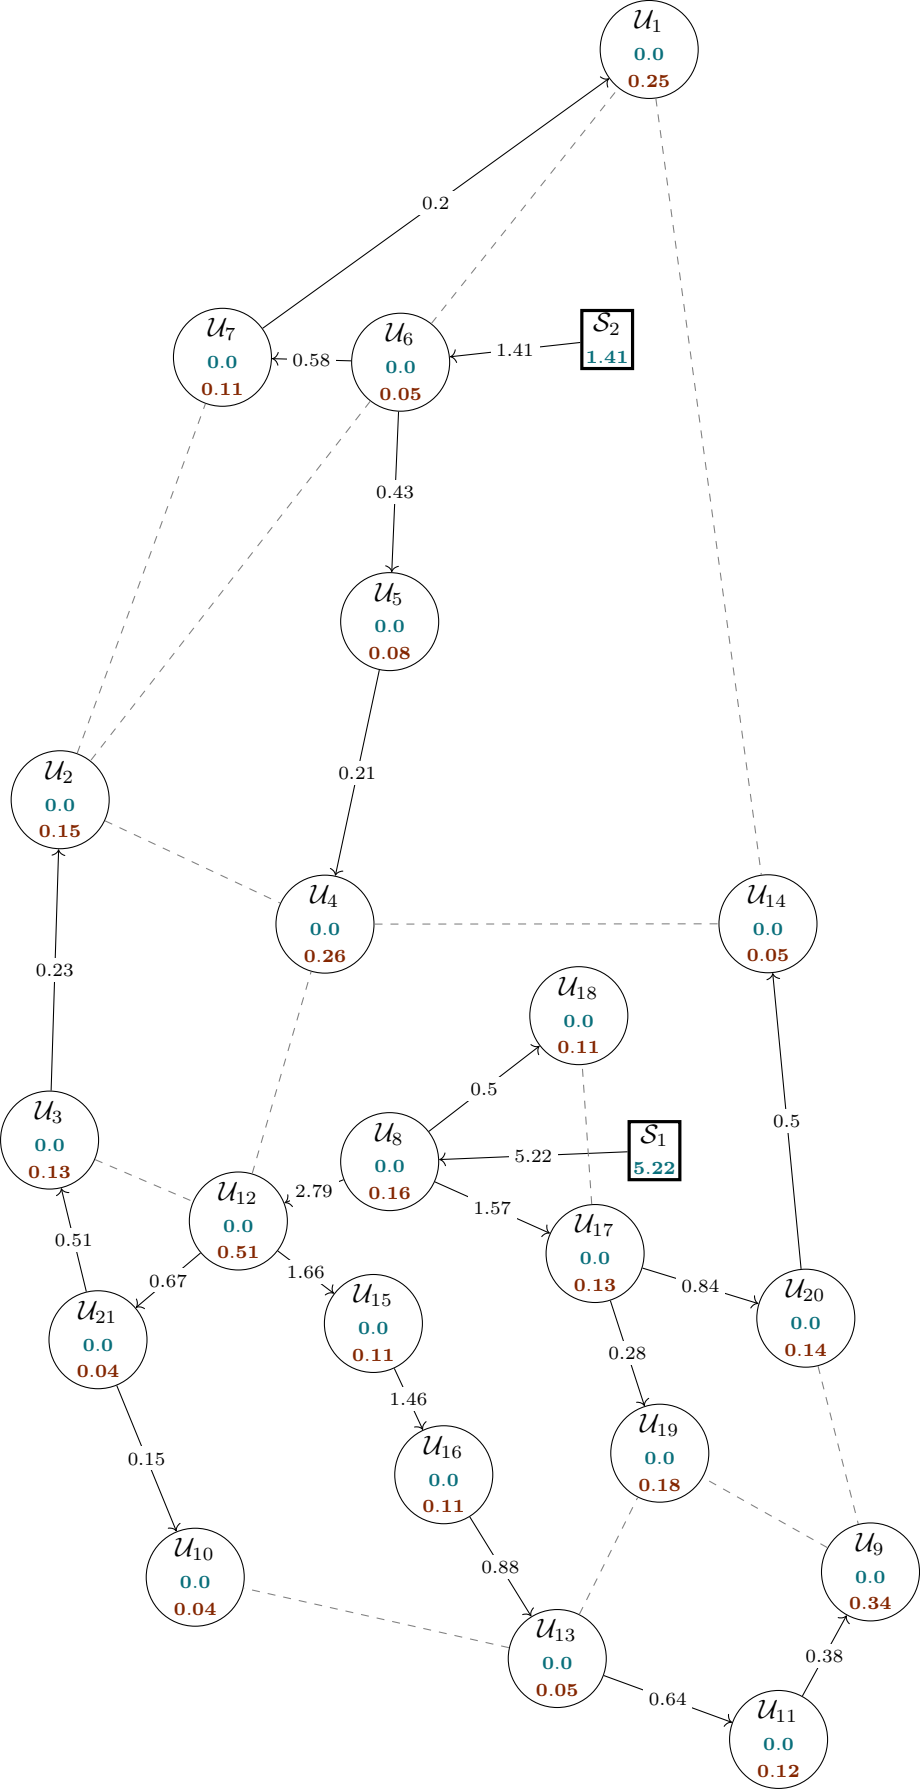 𝒰₁
0.0
0.25
0.2
𝒰₇
0.0
0.11
0.58
𝒰₆
0.0
0.05
1.41
𝒮₂
1.41
0.43
𝒰₅
0.0
0.08
0.21
𝒰₂
0.0
0.15
𝒰₄
0.0
0.26
𝒰₁₄
0.0
0.05
0.23
𝒰₁₈
0.0
0.11
0.5
0.5
𝒰₃
0.0
0.13
𝒰₈
0.0
0.16
5.22
𝒮₁
5.22
𝒰₁₂
0.0
0.51
2.79
1.57
𝒰₁₇
0.0
0.13
0.51
0.67
1.66
0.84
𝒰₂₁
0.0
0.04
𝒰₁₅
0.0
0.11
𝒰₂₀
0.0
0.14
0.28
1.46
0.15
𝒰₁₆
0.0
0.11
𝒰₁₉
0.0
0.18
𝒰₁₀
0.0
0.04
0.88
𝒰₉
0.0
0.34
𝒰₁₃
0.0
0.05
0.38
0.64
𝒰₁₁
0.0
0.12